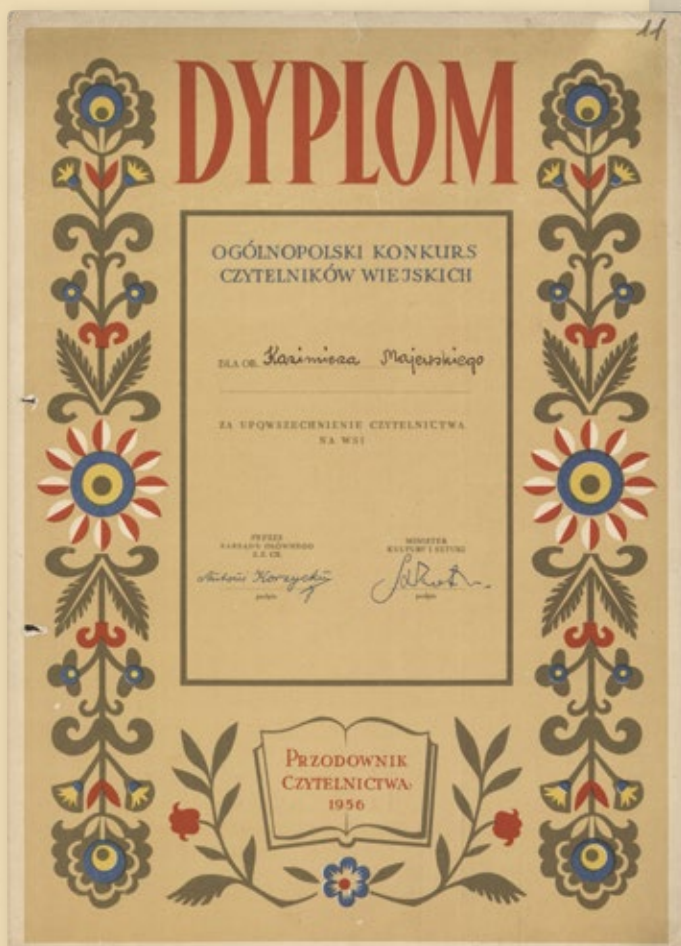 11
DYPLOM
OGÓLNOPOLSKI KONKURS
CZYTELNIKÓW WIEJSKICH
DLA OB. Kazimierza Majewskiego
ZA UPOWSZECHNIENIE CZYTELNICTWA
NA WSI
PREZES
ZARZĄDU GŁÓWNEGO
Z.S. CH.
MINISTER
KULTURY I SZTUKI
Antoni Korzycki
podpis
podpis
PRZODOWNIK
CZYTELNICTWA
1956